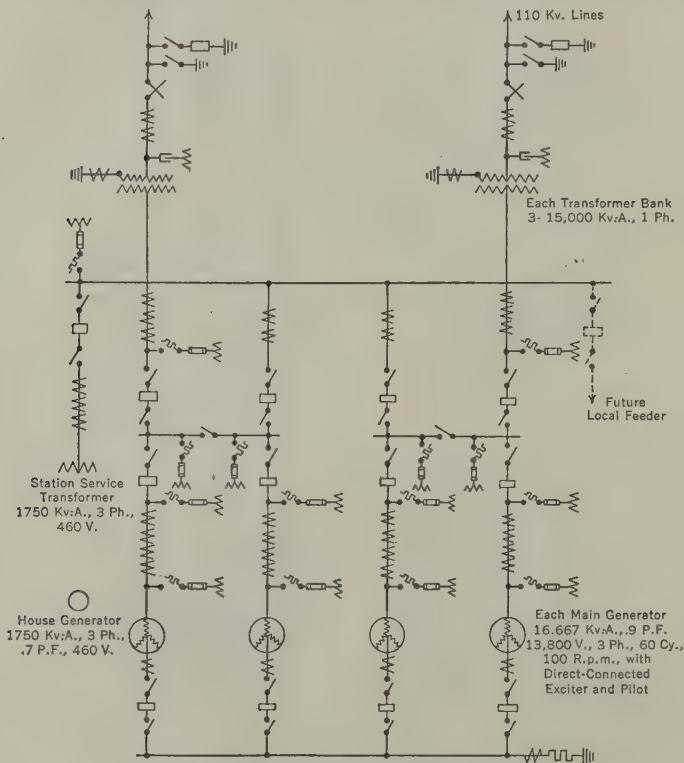 110 Kv. Lines
Each Transformer Bank
3- 15,000 Kv.A., 1 Ph.
Future
Local Feeder
Station Service
Transformer
1750 Kv.A., 3 Ph.,
460 V.
House Generator
1750 Kv.A., 3 Ph.,
.7 P.F., 460 V.
Each Main Generator
16.667 Kv.A., .9 P.F.
13,800 V., 3 Ph., 60 Cy.,
100 R.p.m., with
Direct-Connected
Exciter and Pilot